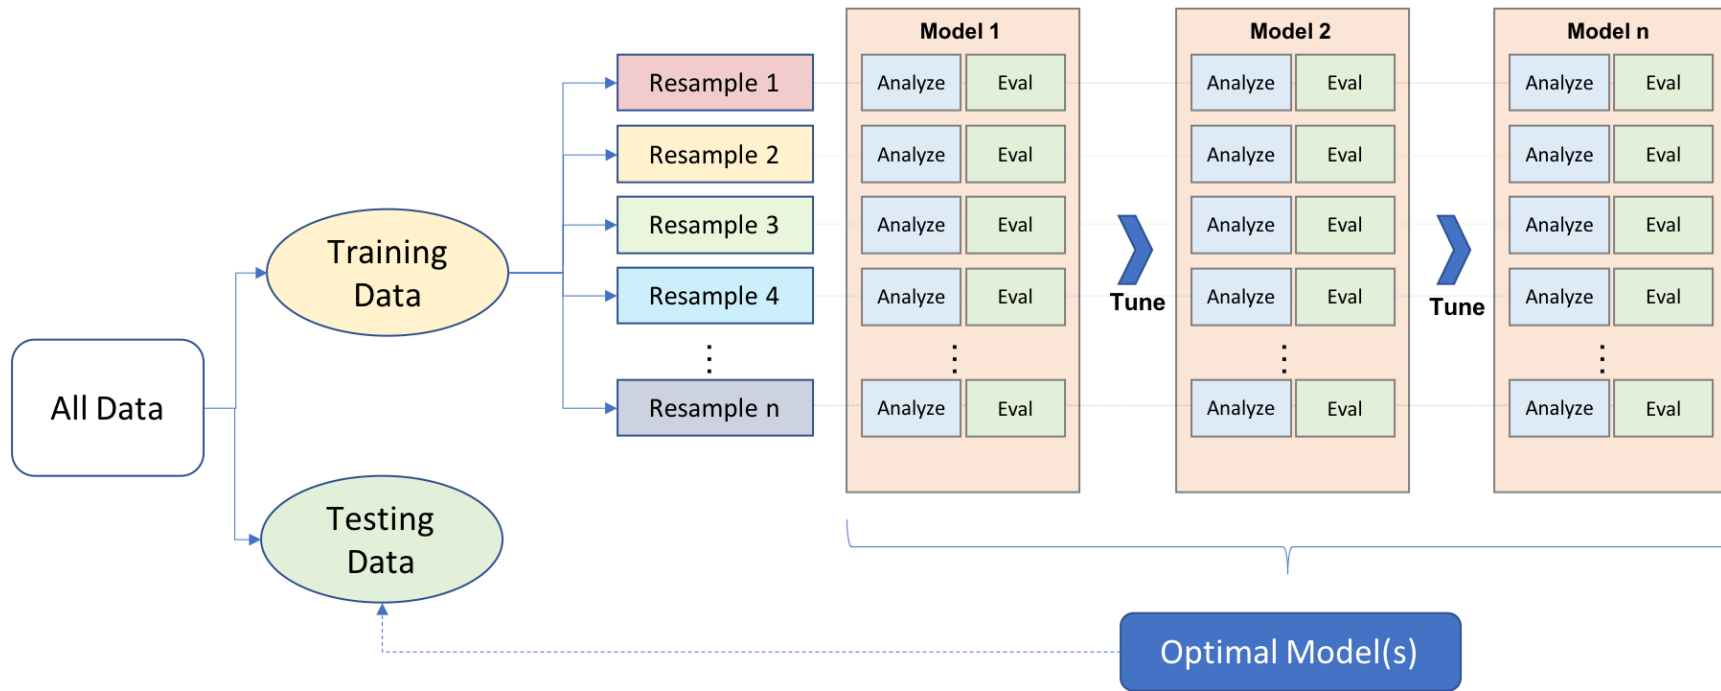 Model 1
Model 2
Model n
Resample 1
Analyze
Eval
Analyze
Eval
Analyze
Eval
Resample 2
Analyze
Eval
Analyze
Eval
Analyze
Eval
Resample 3
Analyze
Eval
Analyze
Eval
Analyze
Eval
Training
Data
Resample 4
Analyze
Eval
Tune
Analyze
Eval
Tune
Analyze
Eval
All Data
Resample n
Analyze
Eval
Analyze
Eval
Analyze
Eval
Testing
Data
Optimal Model(s)